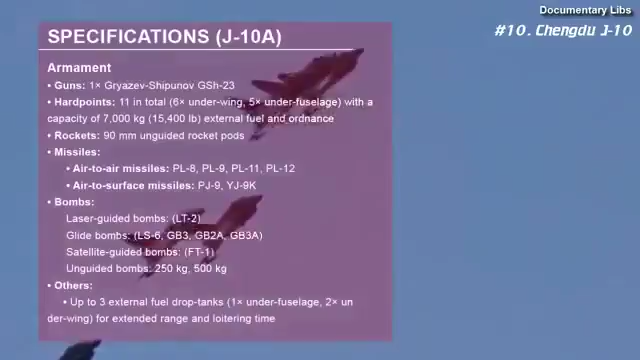 Documentary Libs
#10. Chengdu J-10
SPECIFICATIONS (J-10A)
Armament
• Guns: 1× Gryazev-Shipunov GSh-23
• Hardpoints: 11 in total (6× under-wing, 5× under-fuselage) with a
capacity of 7,000 kg (15,400 lb) external fuel and ordnance
• Rockets: 90 mm unguided rocket pods
• Missiles:
• Air-to-air missiles: PL-8, PL-9, PL-11, PL-12
• Air-to-surface missiles: PJ-9, YJ-9K
• Bombs:
Laser-guided bombs: (LT-2)
Glide bombs: (LS-6, GB3, GB2A, GB3A)
Satellite-guided bombs: (FT-1)
Unguided bombs: 250 kg, 500 kg
• Others:
• Up to 3 external fuel drop-tanks (1× under-fuselage, 2× un
der-wing) for extended range and loitering time